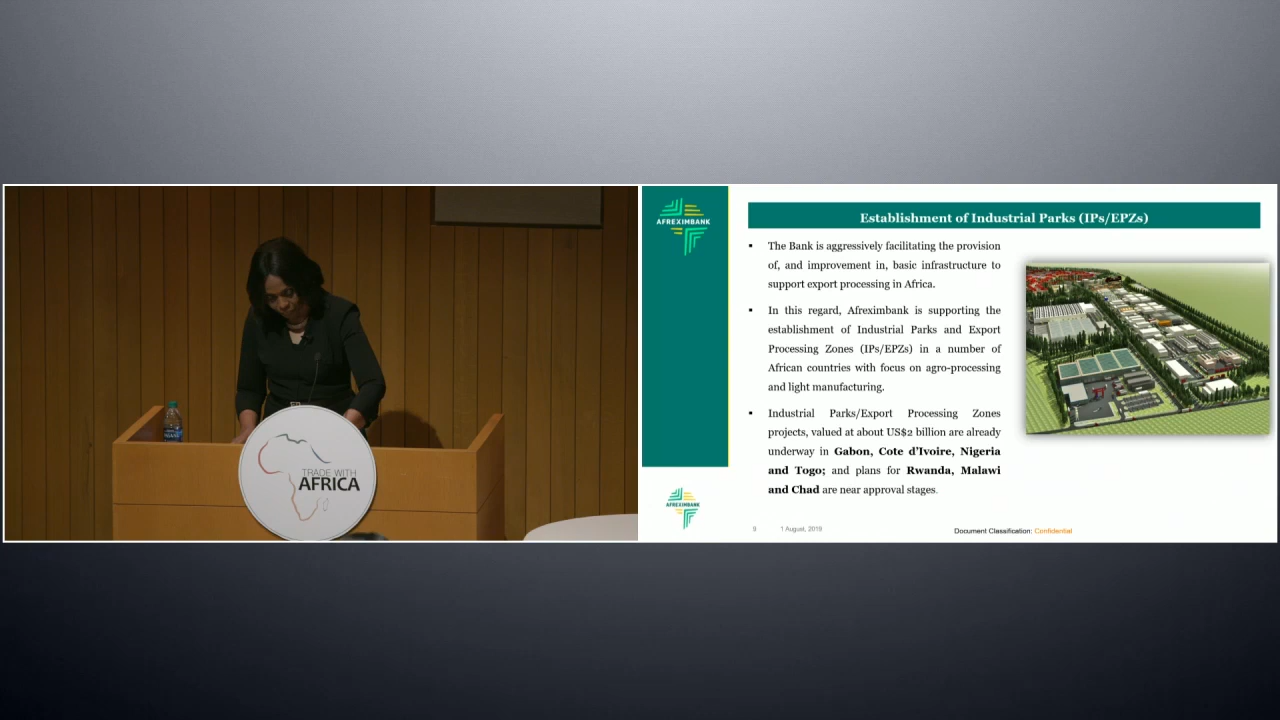 TRADE WITH
AFRICA
AFREXIMBANK
Establishment of Industrial Parks (IPs/EPZs)
▪ The Bank is aggressively facilitating the provision
of, and improvement in, basic infrastructure to
support export processing in Africa.
▪ In this regard, Afreximbank is supporting the
establishment of Industrial Parks and Export
Processing Zones (IPs/EPZs) in a number of
African countries with focus on agro-processing
and light manufacturing.
▪ Industrial Parks/Export Processing Zones
projects, valued at about US$2 billion are already
underway in Gabon, Cote d'Ivoire, Nigeria
and Togo; and plans for Rwanda, Malawi
and Chad are near approval stages.
AFREXIMBANK
9 1 August, 2019
Document Classification: Confidential